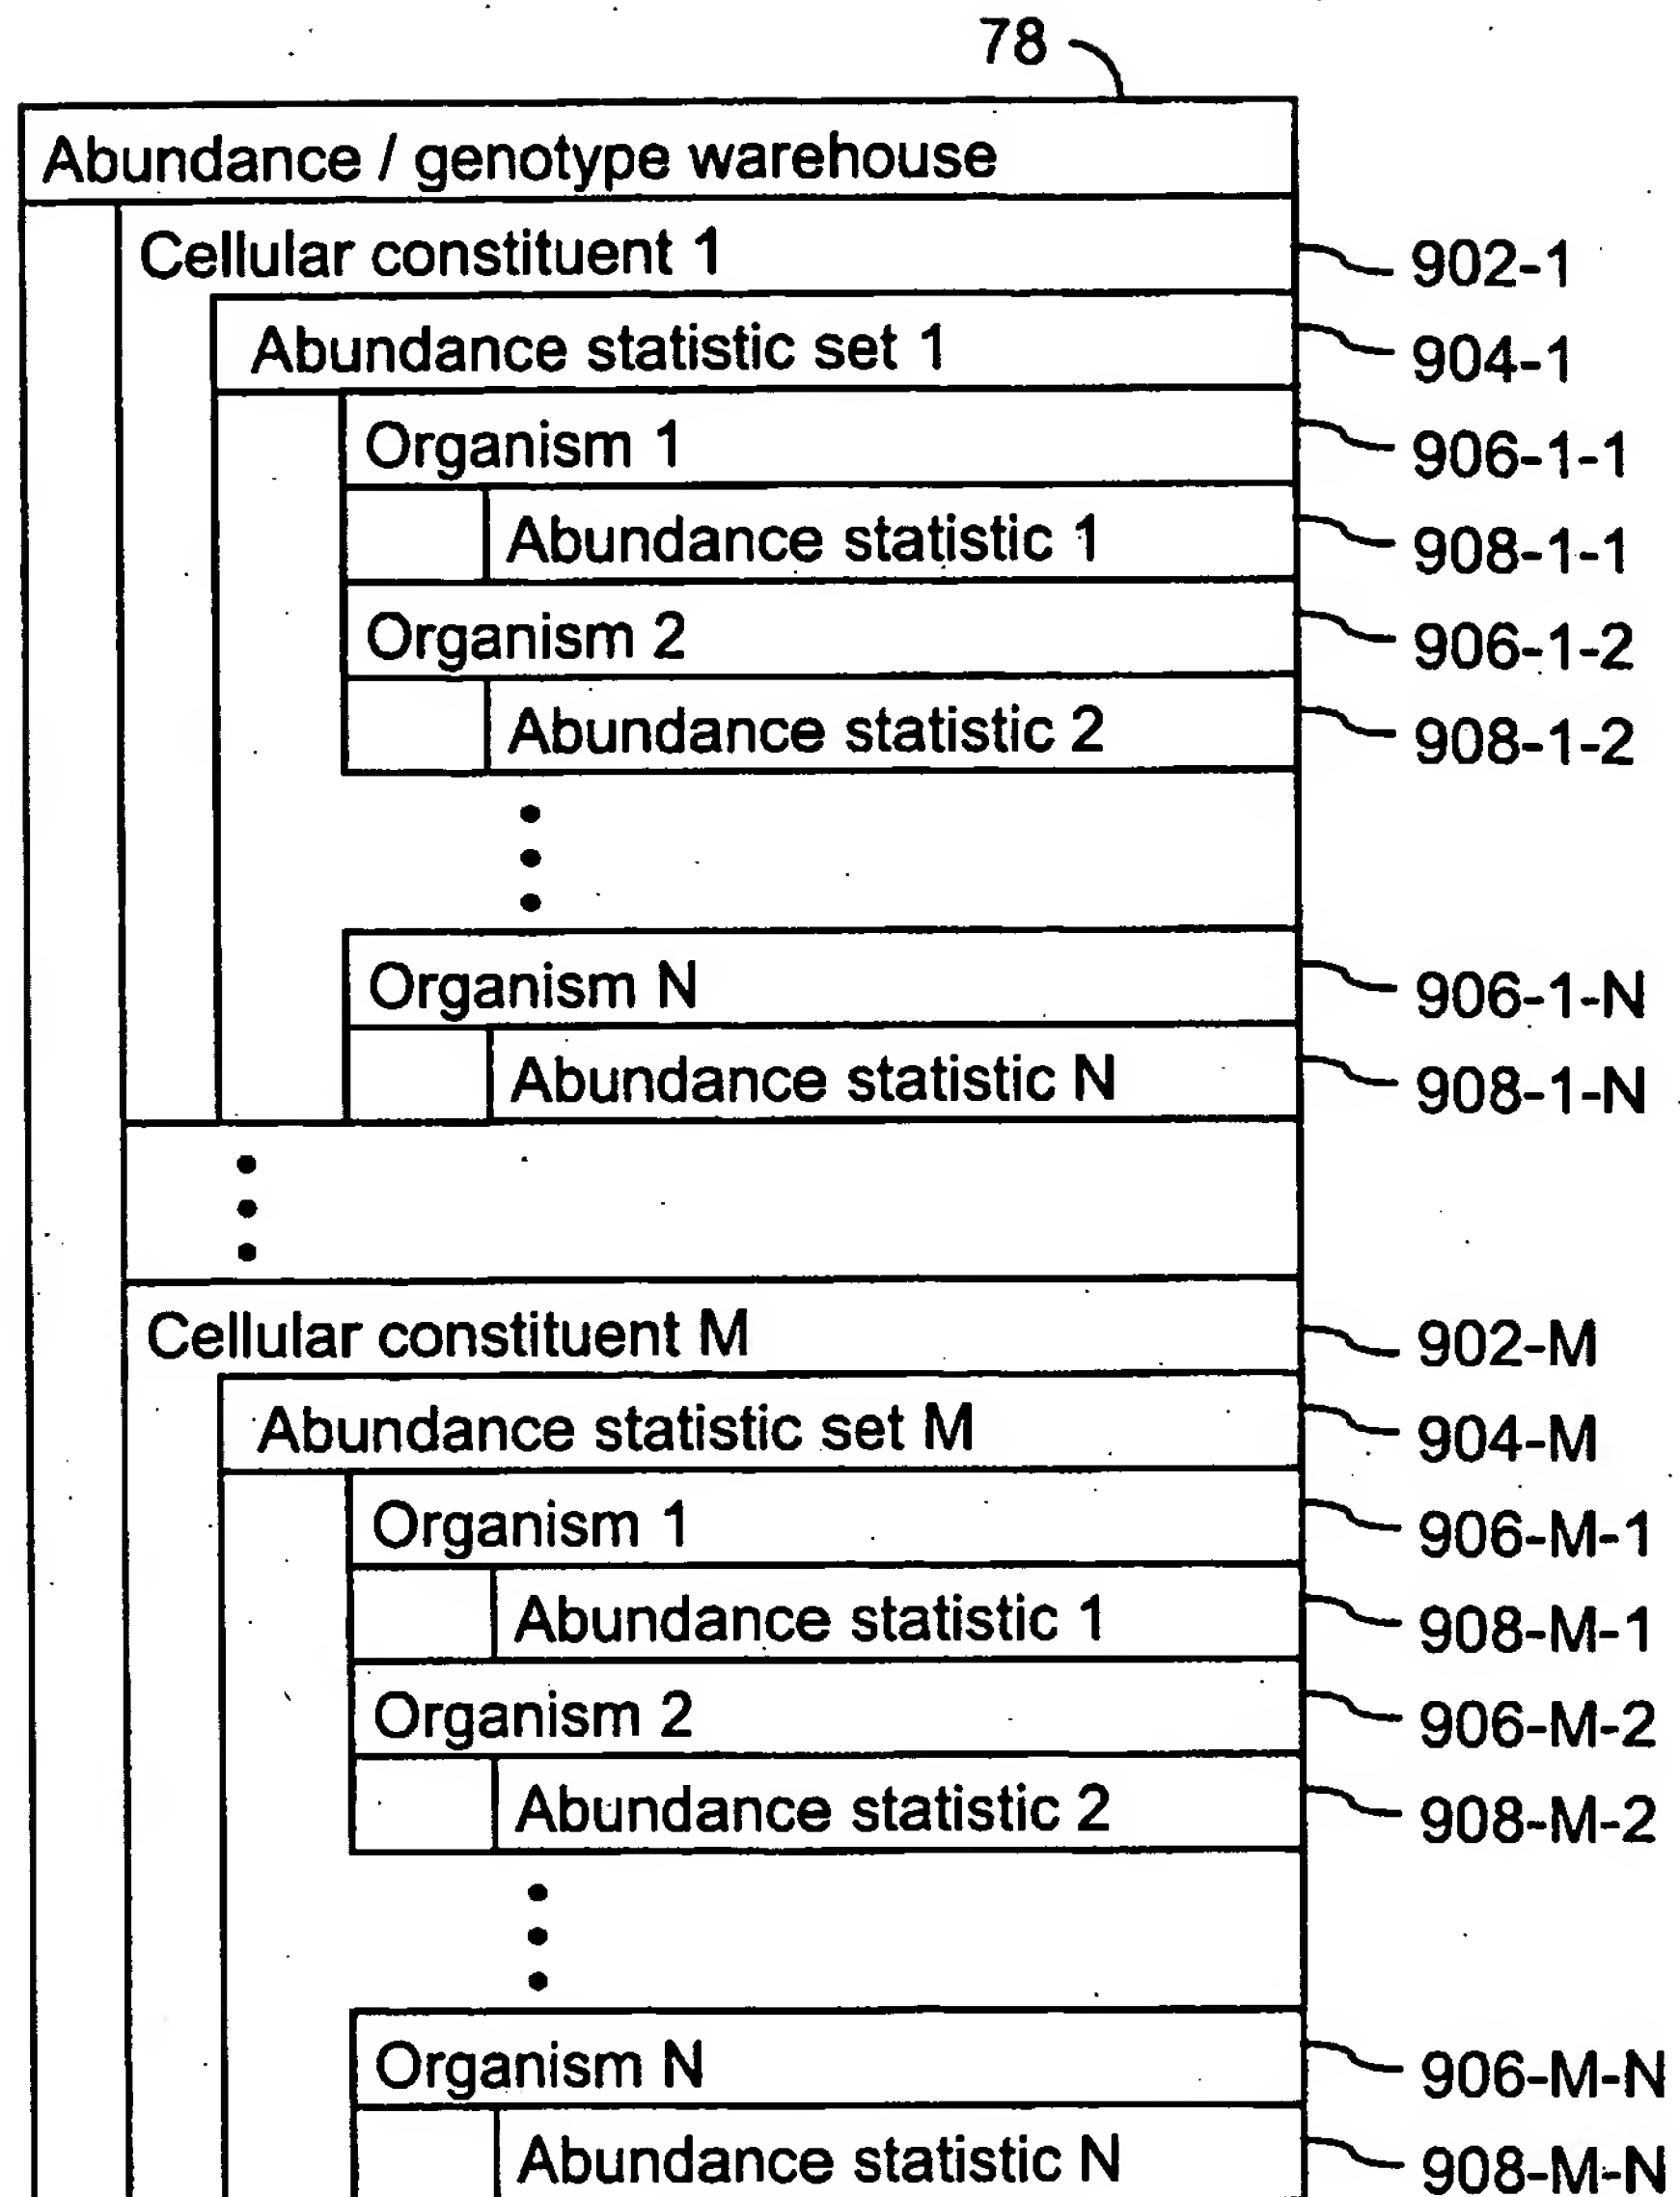 78
Abundance / genotype warehouse
Cellular constituent 1 902-1
Abundance statistic set 1 904-1
Organism 1 906-1-1
Abundance statistic 1 908-1-1
Organism 2 906-1-2
Abundance statistic 2 908-1-2
Organism N 906-1-N
Abundance statistic N 908-1-N
Cellular constituent M 902-M
Abundance statistic set M 904-M
Organism 1 906-M-1
Abundance statistic 1 908-M-1
Organism 2 906-M-2
Abundance statistic 2 908-M-2
Organism N 906-M-N
Abundance statistic N 908-M-N